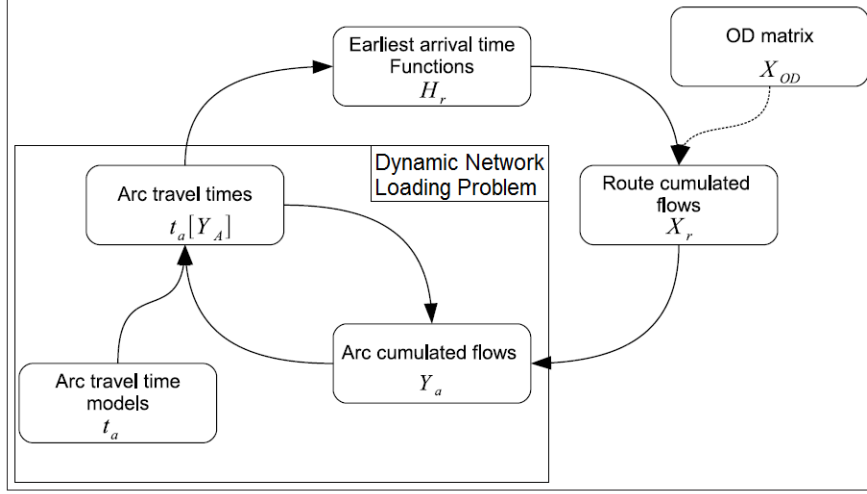 Earliest arrival time
Functions
H_r
OD matrix
X_OD
Dynamic Network
Loading Problem
Arc travel times
t_a[Y_A]
Route cumulated
flows
X_r
Arc cumulated flows
Y_a
Arc travel time
models
t_a